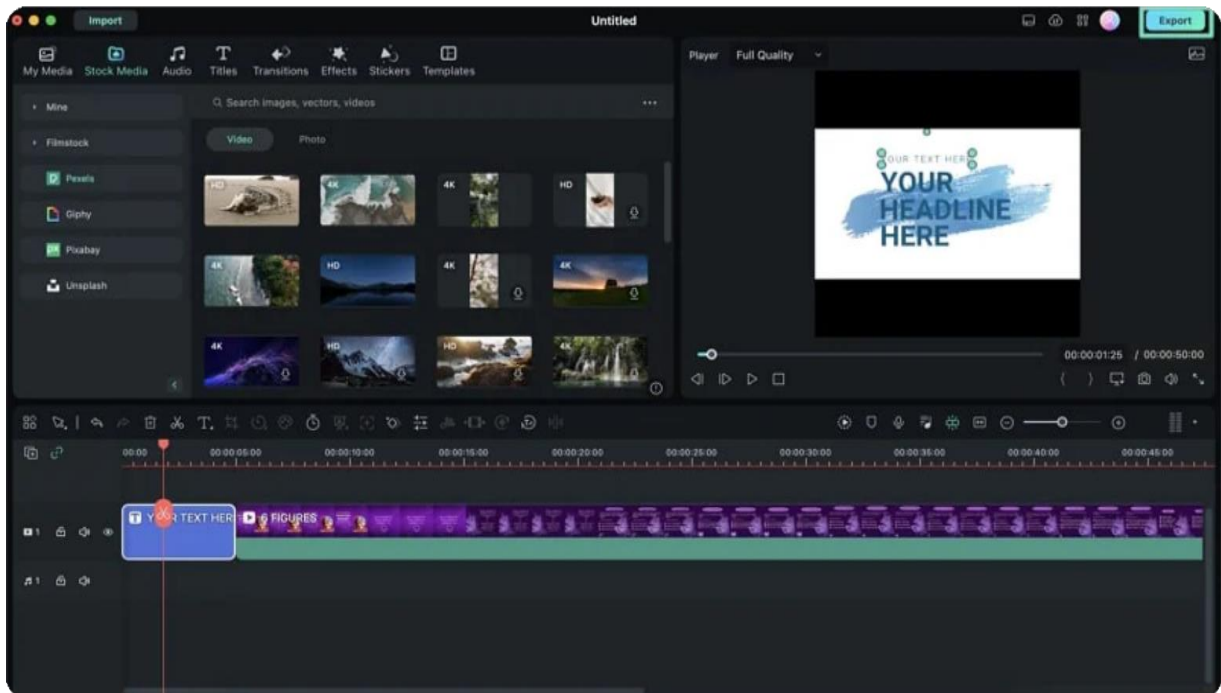 Import
Untitled
Export
My Media
Stock Media
Audio
Titles
Transitions
Effects
Stickers
Templates
Player
Full Quality
Mine
Search images, vectors, videos
Filmstock
Video
Photo
Pexels
HD
4K
4K
HD
Giphy
Pixabay
Unsplash
4K
HD
4K
4K
4K
HD
HD
4K
OUR TEXT HER
YOUR
HEADLINE
HERE
00:00:01:25 / 00:00:50:00
00:00
00:00:05:00
00:00:10:00
00:00:15:00
00:00:20:00
00:00:25:00
00:00:30:00
00:00:35:00
00:00:40:00
00:00:45:00
T
TEXT HER
6 FIGURES
1
1